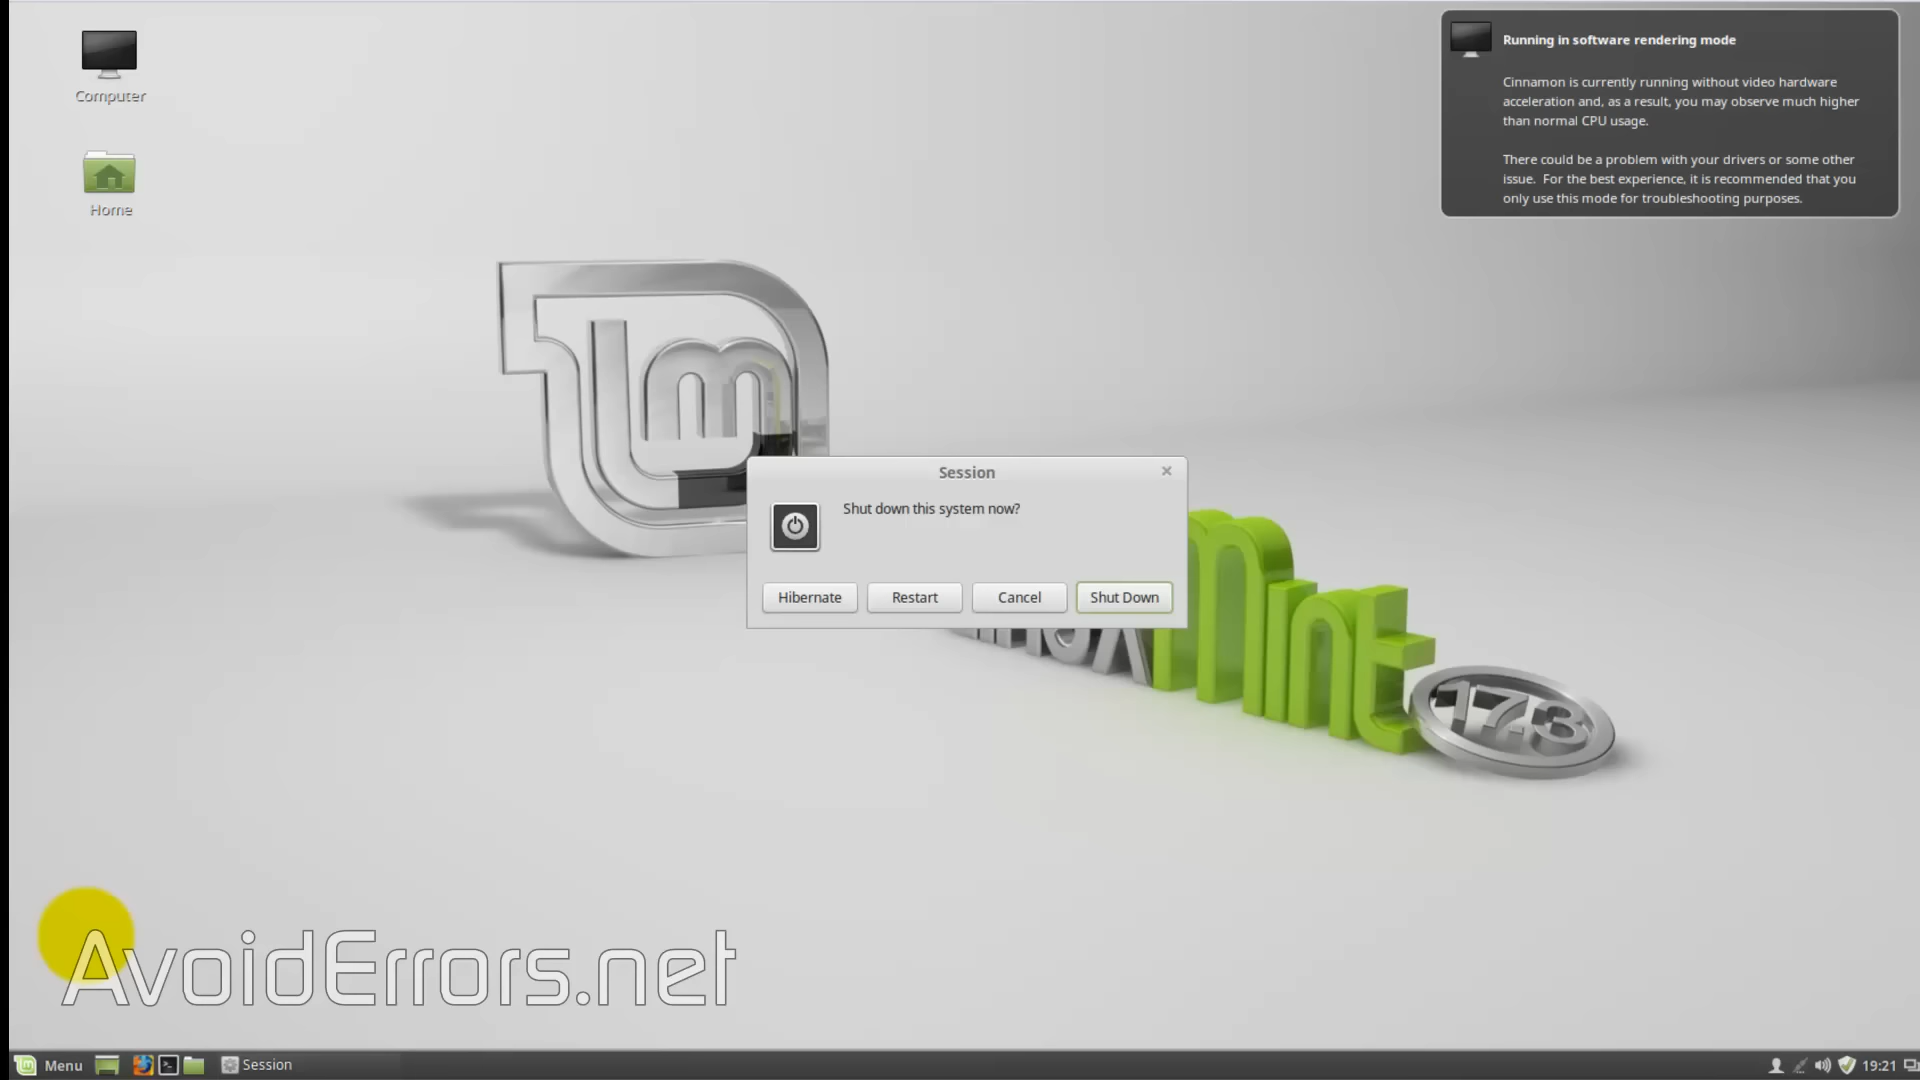 Computer
Home
Running in software rendering mode
Cinnamon is currently running without video hardware
acceleration and, as a result, you may observe much higher
than normal CPU usage.
There could be a problem with your drivers or some other
issue. For the best experience, it is recommended that you
only use this mode for troubleshooting purposes.
Session
Shut down this system now?
Hibernate
Restart
Cancel
Shut Down
Mint
17.3
AvoidErrors.net
Menu
Session
19:21